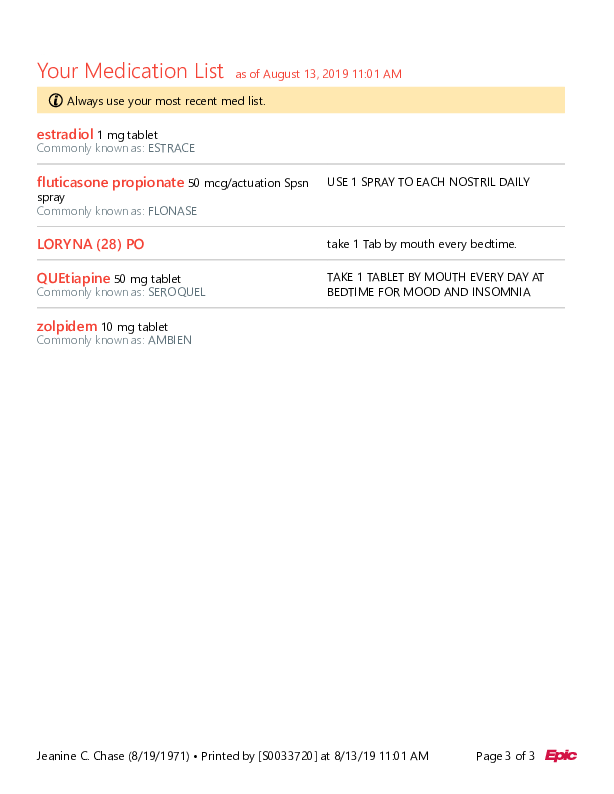 Your Medication List as of August 13, 2019 11:01 AM
Always use your most recent med list.
estradiol 1 mg tablet
Commonly known as: ESTRACE
fluticasone propionate 50 mcg/actuation Spsn
spray
Commonly known as: FLONASE
USE 1 SPRAY TO EACH NOSTRIL DAILY
LORYNA (28) PO
take 1 Tab by mouth every bedtime.
QUEtiapine 50 mg tablet
Commonly known as: SEROQUEL
TAKE 1 TABLET BY MOUTH EVERY DAY AT
BEDTIME FOR MOOD AND INSOMNIA
zolpidem 10 mg tablet
Commonly known as: AMBIEN
Jeanine C. Chase (8/19/1971) • Printed by [S0033720] at 8/13/19 11:01 AM
Page 3 of 3
Epic